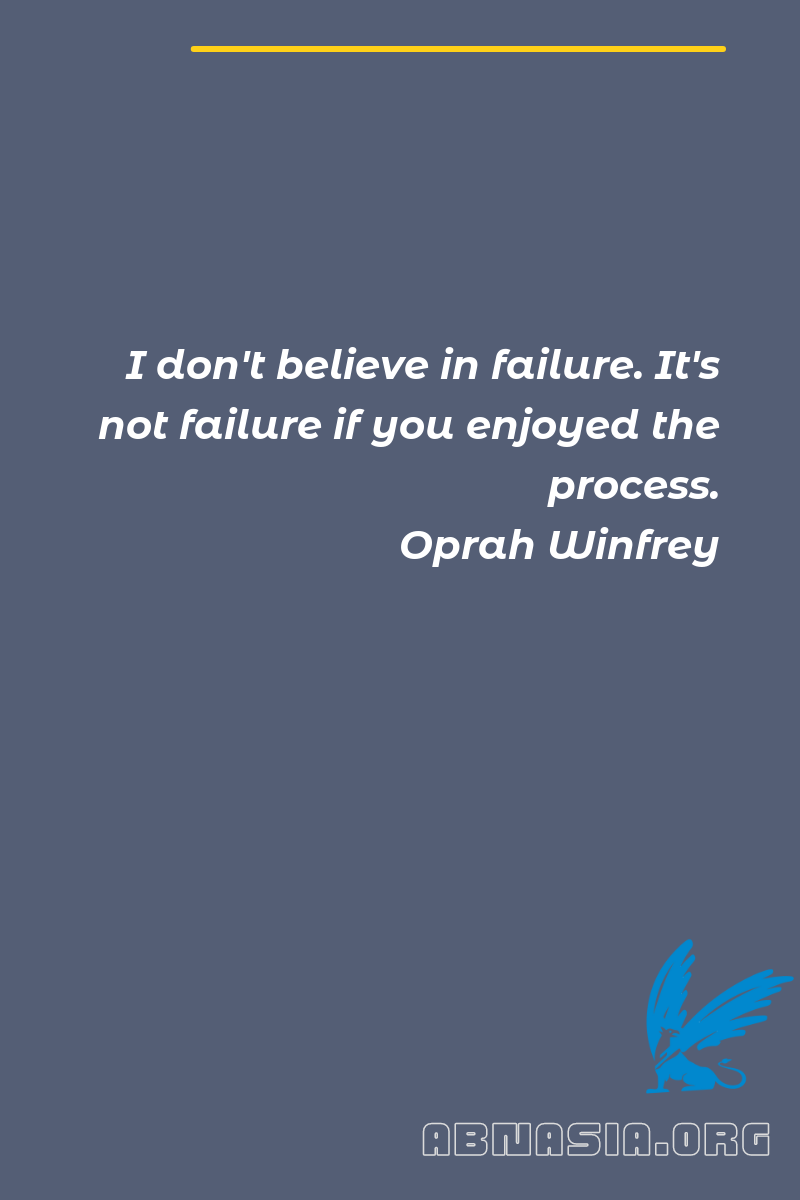 I don't believe in failure. It's
not failure if you enjoyed the
process.
Oprah Winfrey
ABNASIA.ORG